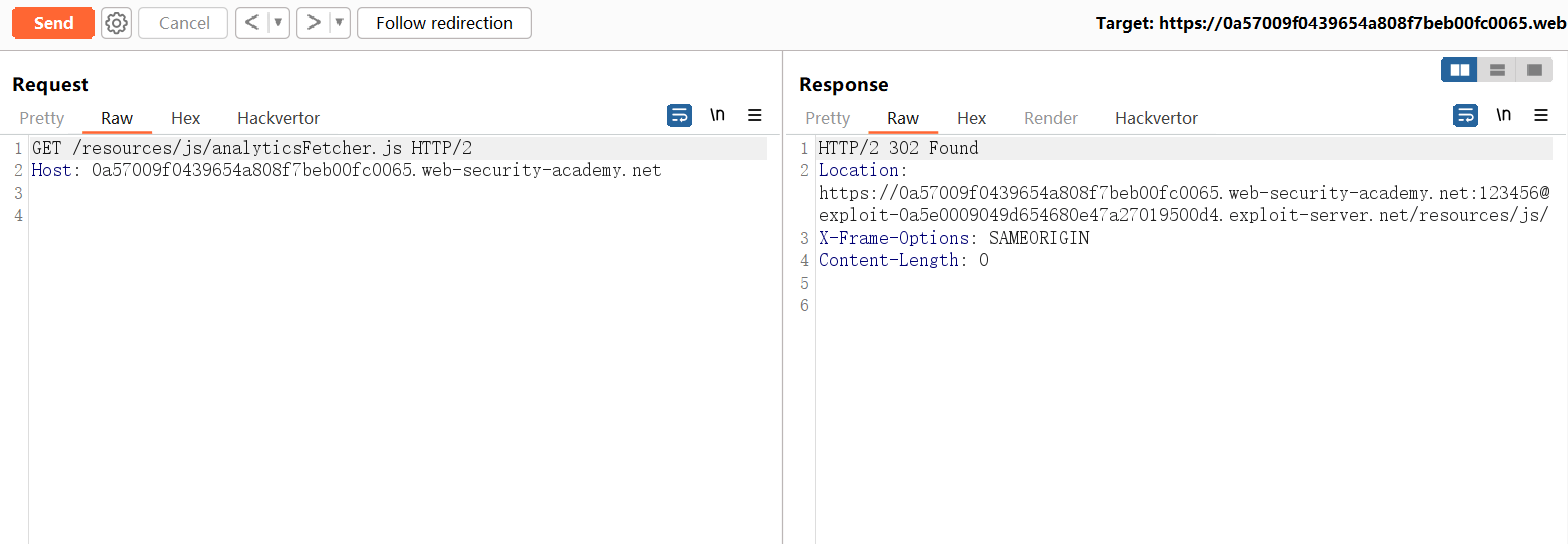 Send
Cancel
<
>
Follow redirection
Target: https://0a57009f0439654a808f7beb00fc0065.web
Request
Pretty Raw Hex Hackvertor
\n
1 GET /resources/js/analyticsFetcher.js HTTP/2
2 Host: 0a57009f0439654a808f7beb00fc0065.web-security-academy.net
3
4
Response
Pretty Raw Hex Render Hackvertor
\n
1 HTTP/2 302 Found
2 Location:
https://0a57009f0439654a808f7beb00fc0065.web-security-academy.net:123456@
exploit-0a5e0009049d654680e47a27019500d4.exploit-server.net/resources/js/
3 X-Frame-Options: SAMEORIGIN
4 Content-Length: 0
5
6